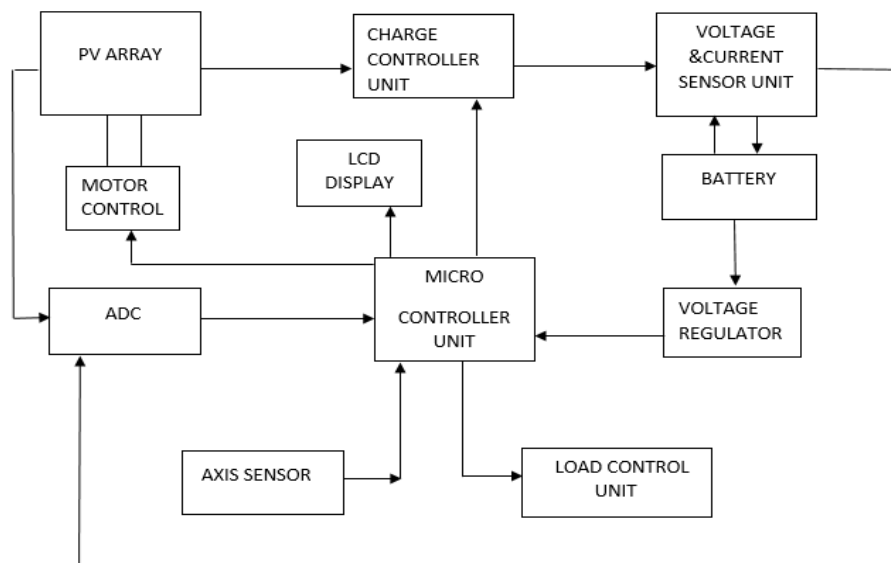 PV ARRAY
CHARGE
CONTROLLER
UNIT
VOLTAGE
&CURRENT
SENSOR UNIT
LCD
DISPLAY
MOTOR
CONTROL
BATTERY
MICRO
CONTROLLER
UNIT
ADC
VOLTAGE
REGULATOR
AXIS SENSOR
LOAD CONTROL
UNIT